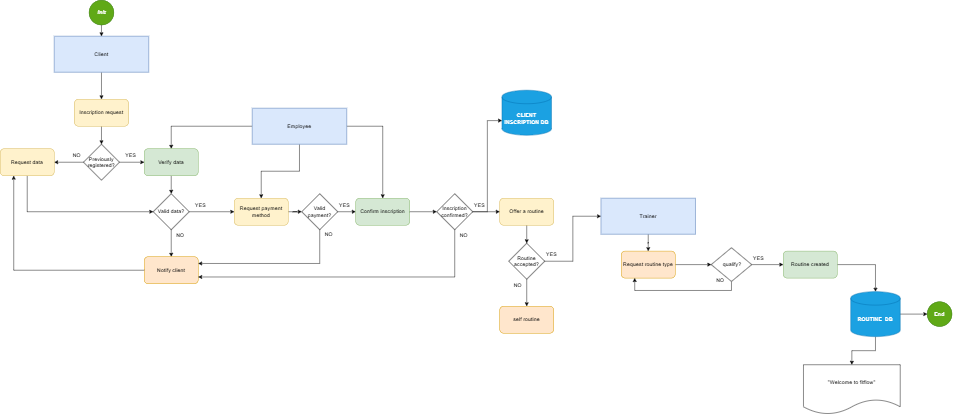 Init
Client
Inscription request
Previously
registered?
NO
YES
Request data
Verify data
Employee
Valid data?
YES
NO
Request payment
method
Valid
payment?
YES
NO
Confirm inscription
Inscription
confirmed?
YES
NO
Notify client
CLIENT
INSCRIPTION DB
Offer a routine
Routine
accepted?
YES
NO
self routine
Trainer
Request routine type
qualify?
YES
NO
Routine created
ROUTINE DB
End
"Welcome to fitflow"